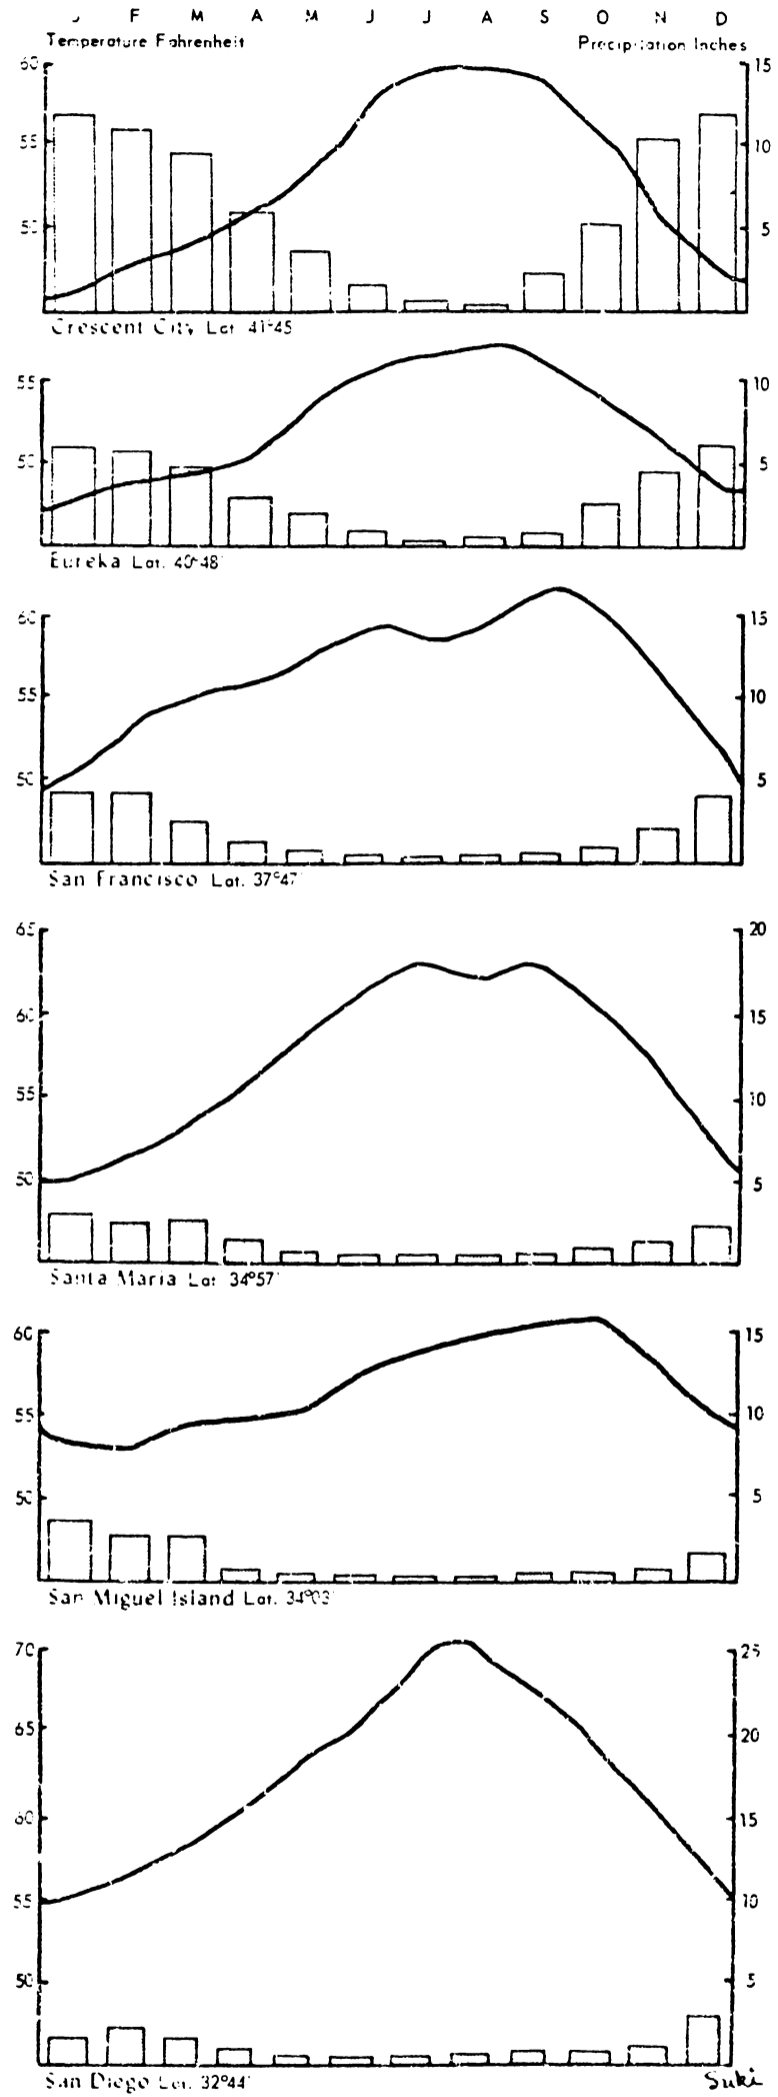 J F M A M J J A S O N D
Temperature Fahrenheit Precipitation Inches
60 15
55 10
50 5
Crescent City Lat 41°45
55 10
50 5
Eureka Lat. 40°48'
60 15
55 10
50 5
San Francisco Lat. 37°47'
65 20
60 15
55 10
50 5
Santa Maria Lat 34°57'
60 15
55 10
50 5
San Miguel Island Lat. 34°03'
70 25
65 20
60 15
55 10
50 5
San Diego Lat. 32°44'
Suki